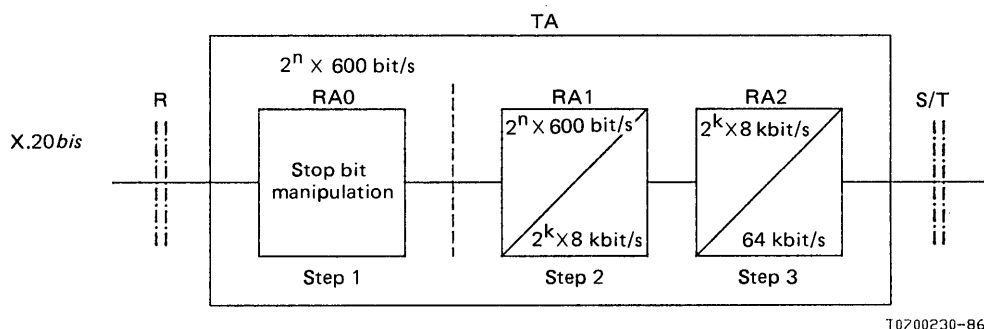 TA
2ⁿ × 600 bit/s
R
RA0
RA1
RA2
S/T
X.20bis
Stop bit
manipulation
2ⁿ × 600 bit/s
2ᵏ × 8 kbit/s
2ᵏ × 8 kbit/s
64 kbit/s
Step 1
Step 2
Step 3
T0700230-86